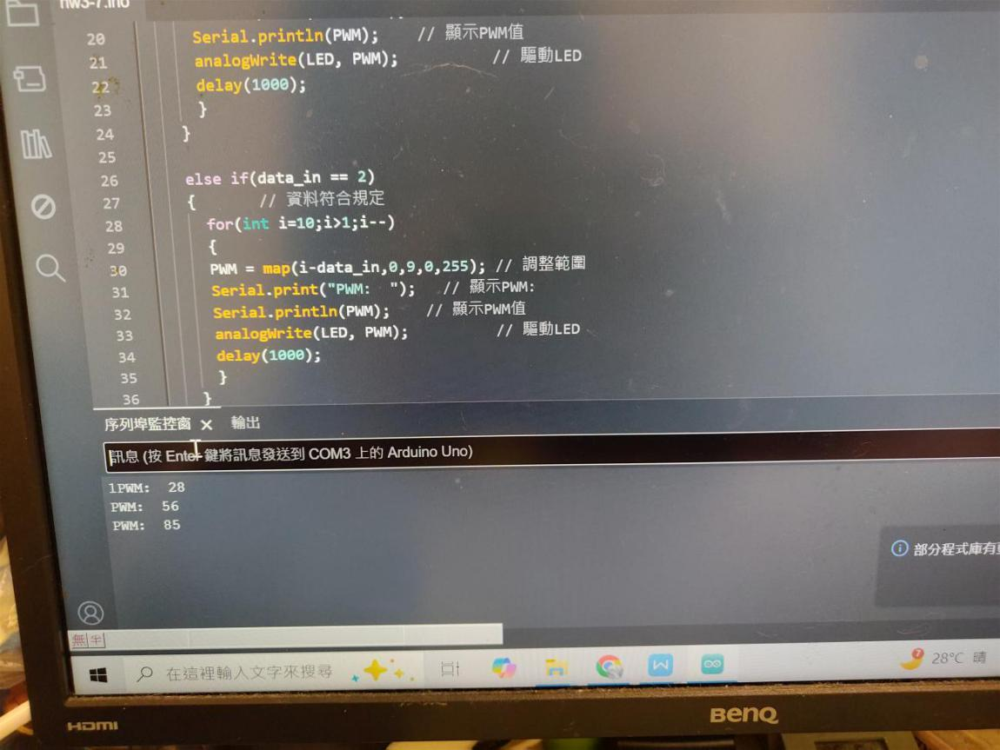 hw3-7.ino
20 Serial.println(PWM); // 顯示PWM值
21 analogWrite(LED, PWM); // 驅動LED
22 delay(1000);
23 }
24 }
25
26 else if(data_in == 2)
27 { // 資料符合規定
28 for(int i=10;i>1;i--)
29 {
30 PWM = map(i-data_in,0,9,0,255); // 調整範圍
31 Serial.print("PWM: "); // 顯示PWM:
32 Serial.println(PWM); // 顯示PWM值
33 analogWrite(LED, PWM); // 驅動LED
34 delay(1000);
35 }
36 }
序列埠監控窗 × 輸出
訊息 (按 Enter 鍵將訊息發送到 COM3 上的 Arduino Uno)
1PWM: 28
PWM: 56
PWM: 85
部分程式庫有
無半
在這裡輸入文字來搜尋
7
28°C 晴
HDMI
BenQ